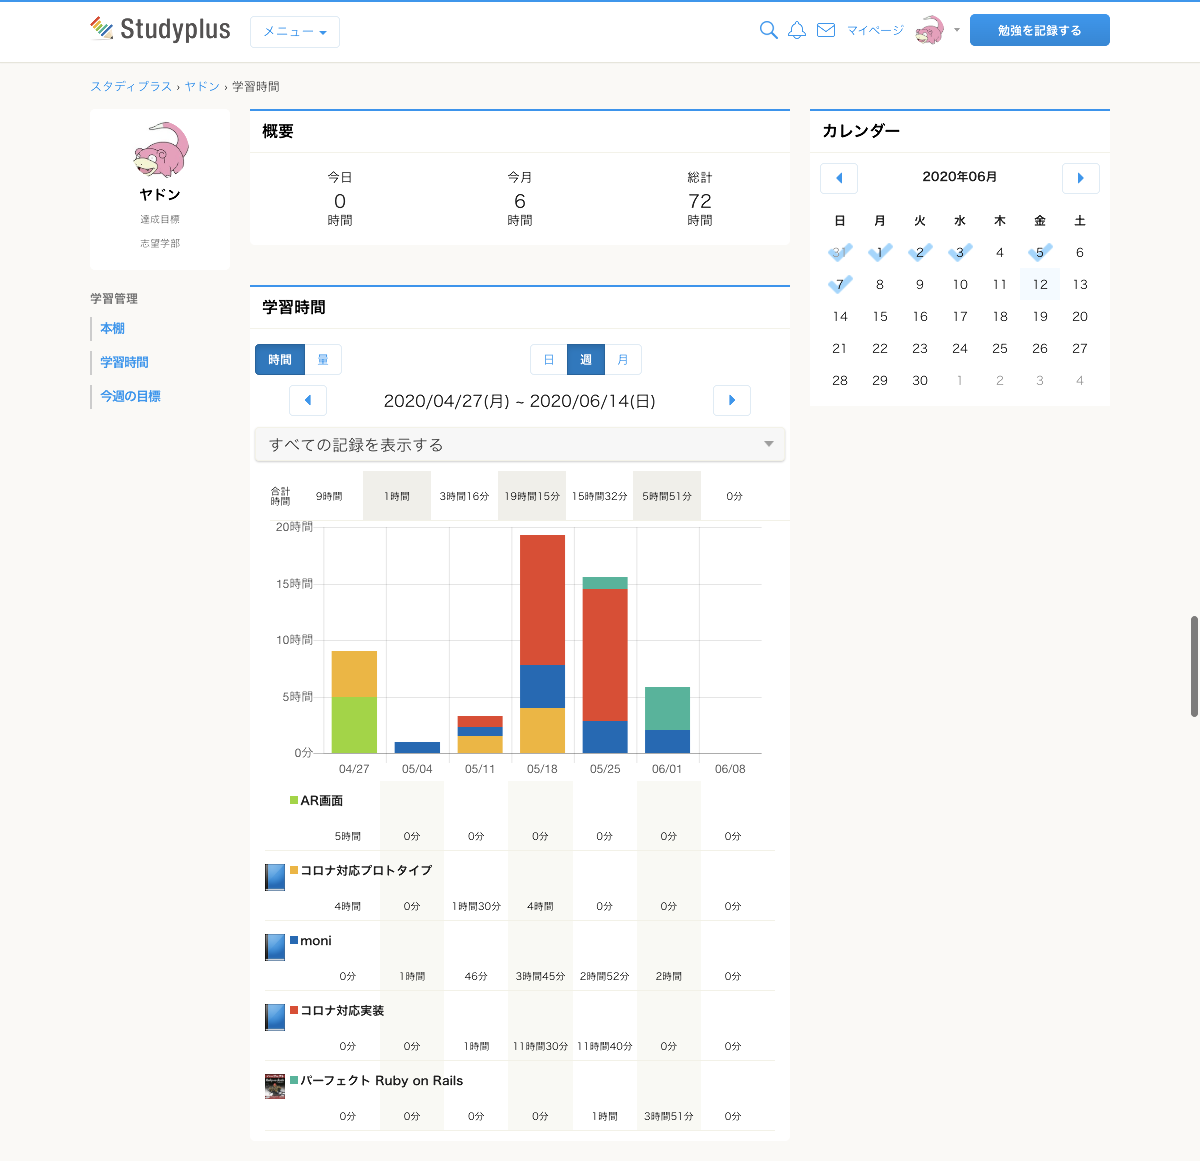 Studyplus
メニュー
マイページ
勉強を記録する
スタディプラス › ヤドン › 学習時間
ヤドン
達成目標
志望学部
学習管理
本棚
学習時間
今週の目標
概要
今日 今月 総計
0 6 72
時間 時間 時間
学習時間
時間 量 日 週 月
2020/04/27(月) ~ 2020/06/14(日)
すべての記録を表示する
合計
時間
9時間 1時間 3時間16分 19時間15分 15時間32分 5時間51分 0分
20時間
15時間
10時間
5時間
0分
04/27 05/04 05/11 05/18 05/25 06/01 06/08
AR画面
5時間 0分 0分 0分 0分 0分 0分
コロナ対応プロトタイプ
4時間 0分 1時間30分 4時間 0分 0分 0分
moni
0分 1時間 46分 3時間45分 2時間52分 2時間 0分
コロナ対応実装
0分 0分 1時間 11時間30分 11時間40分 0分 0分
パーフェクト Ruby on Rails
0分 0分 0分 0分 1時間 3時間51分 0分
カレンダー
2020年06月
日 月 火 水 木 金 土
31 1 2 3 4 5 6
7 8 9 10 11 12 13
14 15 16 17 18 19 20
21 22 23 24 25 26 27
28 29 30 1 2 3 4